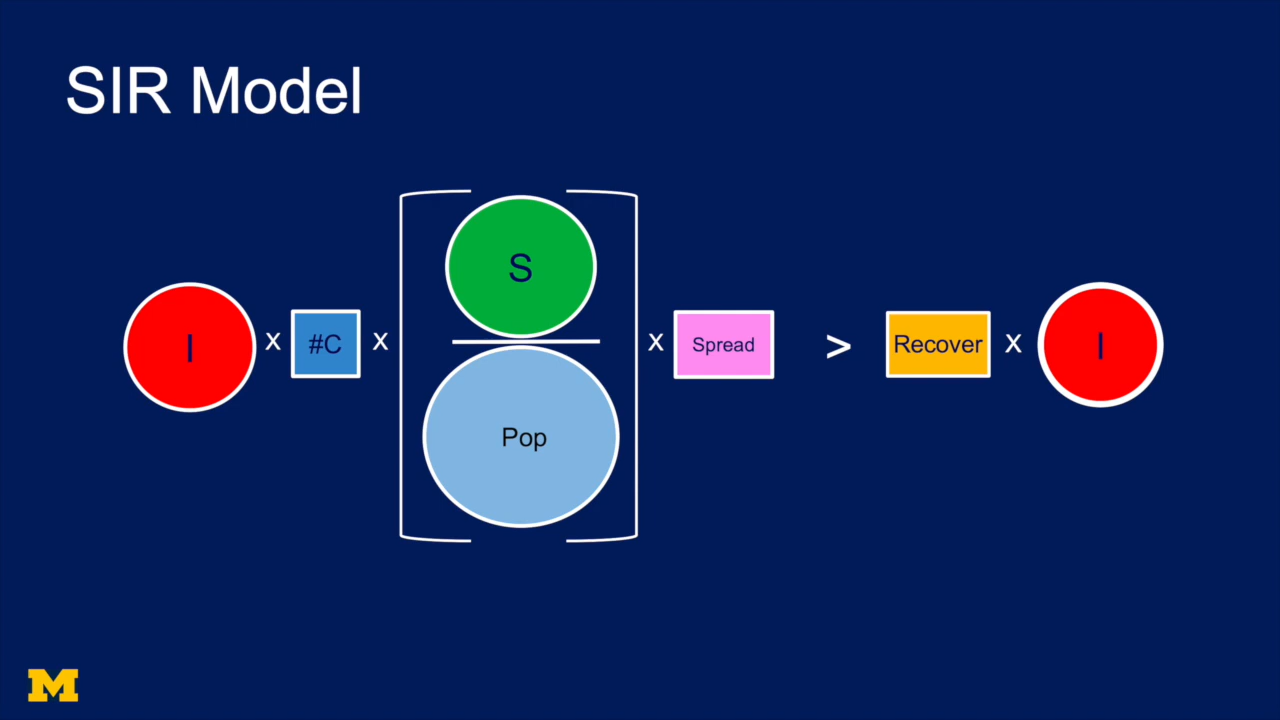 SIR Model
I x #C x S x Spread > Recover x I
Pop
M